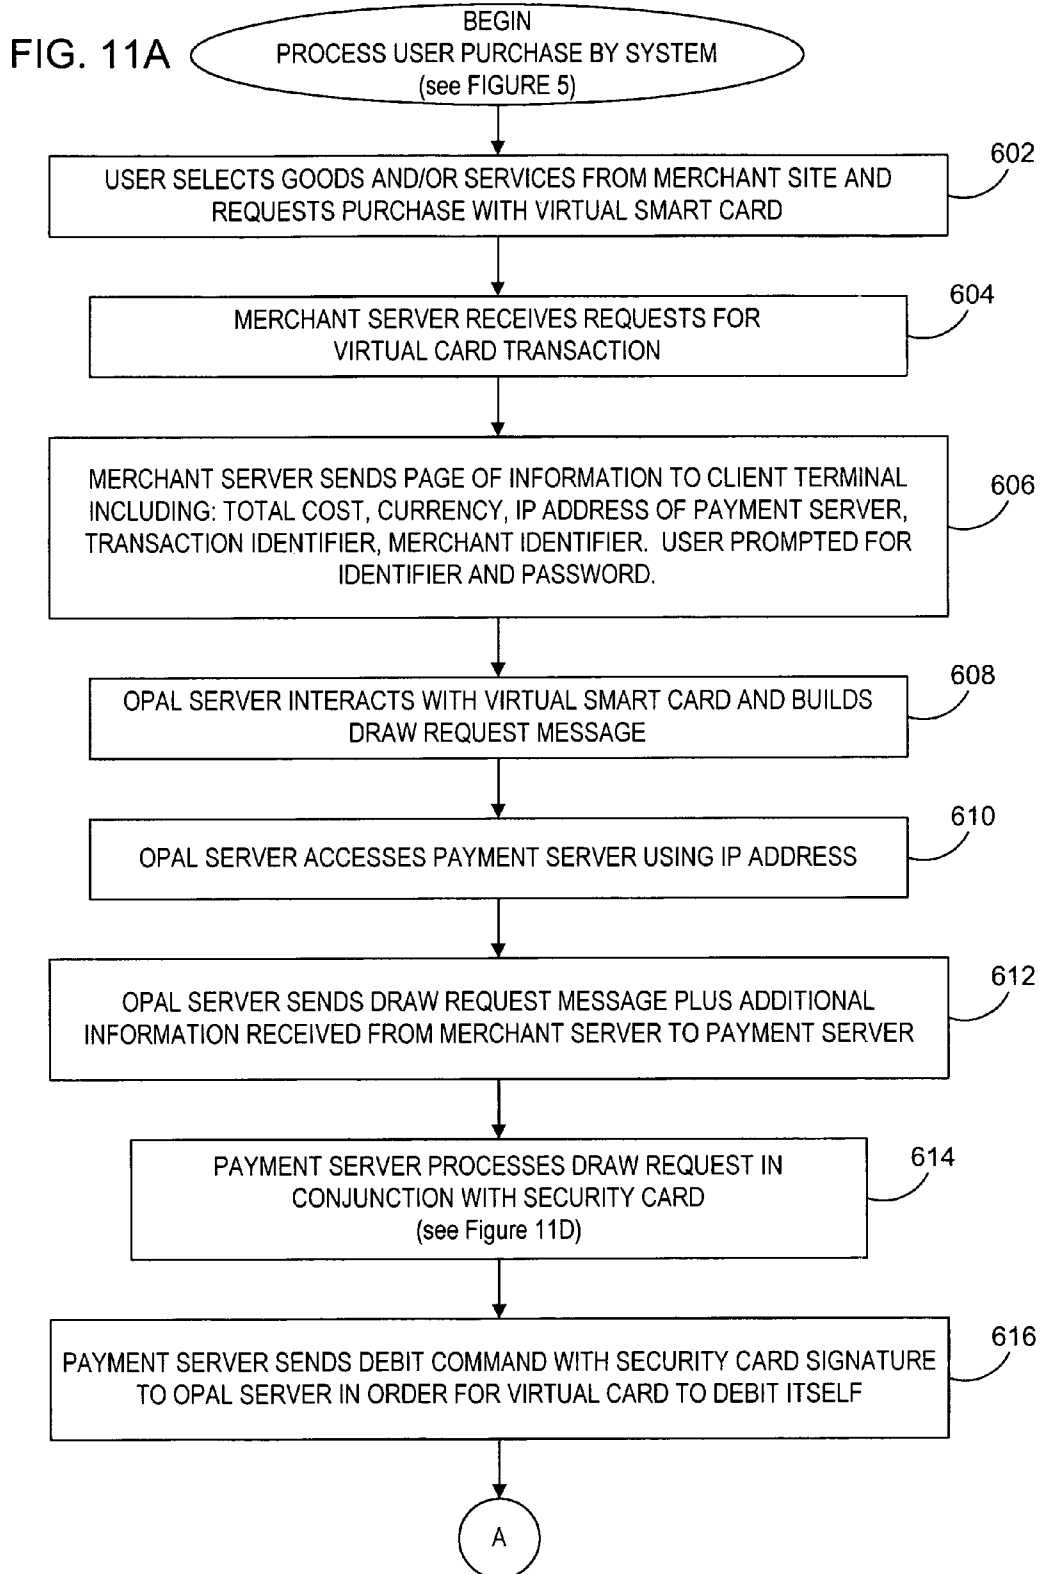 FIG. 11A
BEGIN
PROCESS USER PURCHASE BY SYSTEM
(see FIGURE 5)
602
USER SELECTS GOODS AND/OR SERVICES FROM MERCHANT SITE AND
REQUESTS PURCHASE WITH VIRTUAL SMART CARD
604
MERCHANT SERVER RECEIVES REQUESTS FOR
VIRTUAL CARD TRANSACTION
606
MERCHANT SERVER SENDS PAGE OF INFORMATION TO CLIENT TERMINAL
INCLUDING: TOTAL COST, CURRENCY, IP ADDRESS OF PAYMENT SERVER,
TRANSACTION IDENTIFIER, MERCHANT IDENTIFIER. USER PROMPTED FOR
IDENTIFIER AND PASSWORD.
608
OPAL SERVER INTERACTS WITH VIRTUAL SMART CARD AND BUILDS
DRAW REQUEST MESSAGE
610
OPAL SERVER ACCESSES PAYMENT SERVER USING IP ADDRESS
612
OPAL SERVER SENDS DRAW REQUEST MESSAGE PLUS ADDITIONAL
INFORMATION RECEIVED FROM MERCHANT SERVER TO PAYMENT SERVER
614
PAYMENT SERVER PROCESSES DRAW REQUEST IN
CONJUNCTION WITH SECURITY CARD
(see Figure 11D)
616
PAYMENT SERVER SENDS DEBIT COMMAND WITH SECURITY CARD SIGNATURE
TO OPAL SERVER IN ORDER FOR VIRTUAL CARD TO DEBIT ITSELF
A